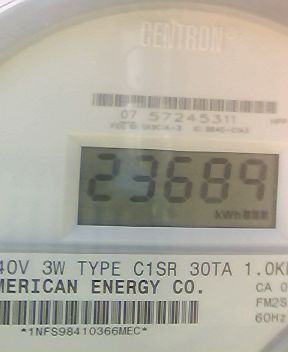 CENTRON
07 57245311
23689
kWh
40V 3W TYPE C1SR 30TA 1.0K
MERICAN ENERGY CO.
CA 0
FM2S
60Hz
*1NFS98410366MEC*